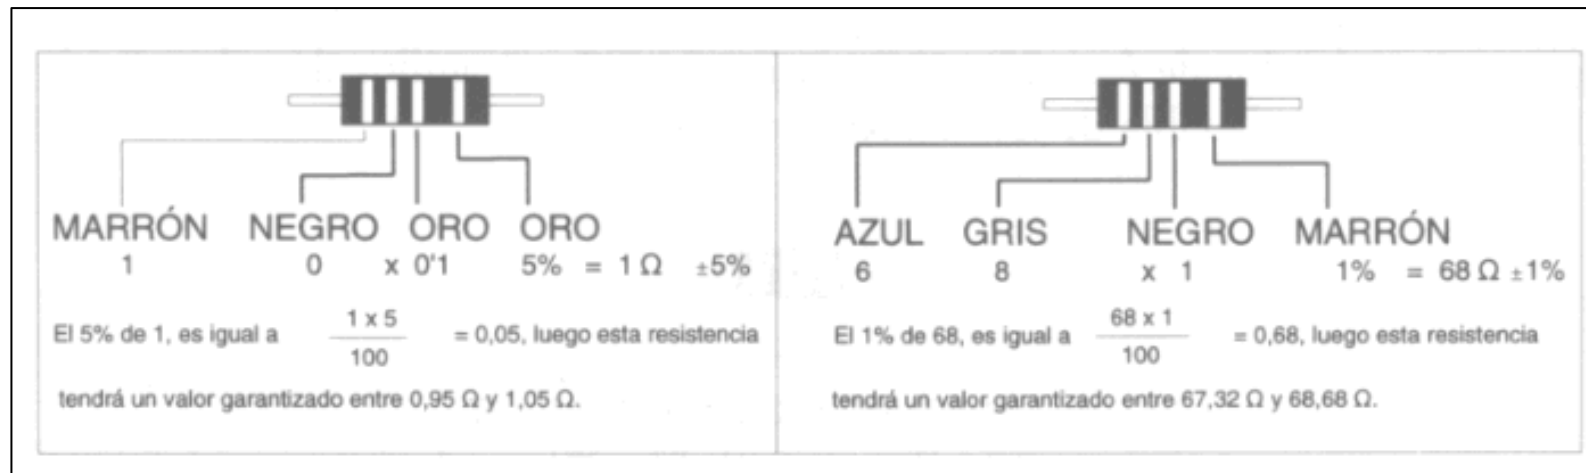 MARRÓN NEGRO ORO ORO
1 0 x 0'1 5% = 1 Ω ±5%
El 5% de 1, es igual a 1 x 5 / 100 = 0,05, luego esta resistencia
tendrá un valor garantizado entre 0,95 Ω y 1,05 Ω.
AZUL GRIS NEGRO MARRÓN
6 8 x 1 1% = 68 Ω ±1%
El 1% de 68, es igual a 68 x 1 / 100 = 0,68, luego esta resistencia
tendrá un valor garantizado entre 67,32 Ω y 68,68 Ω.